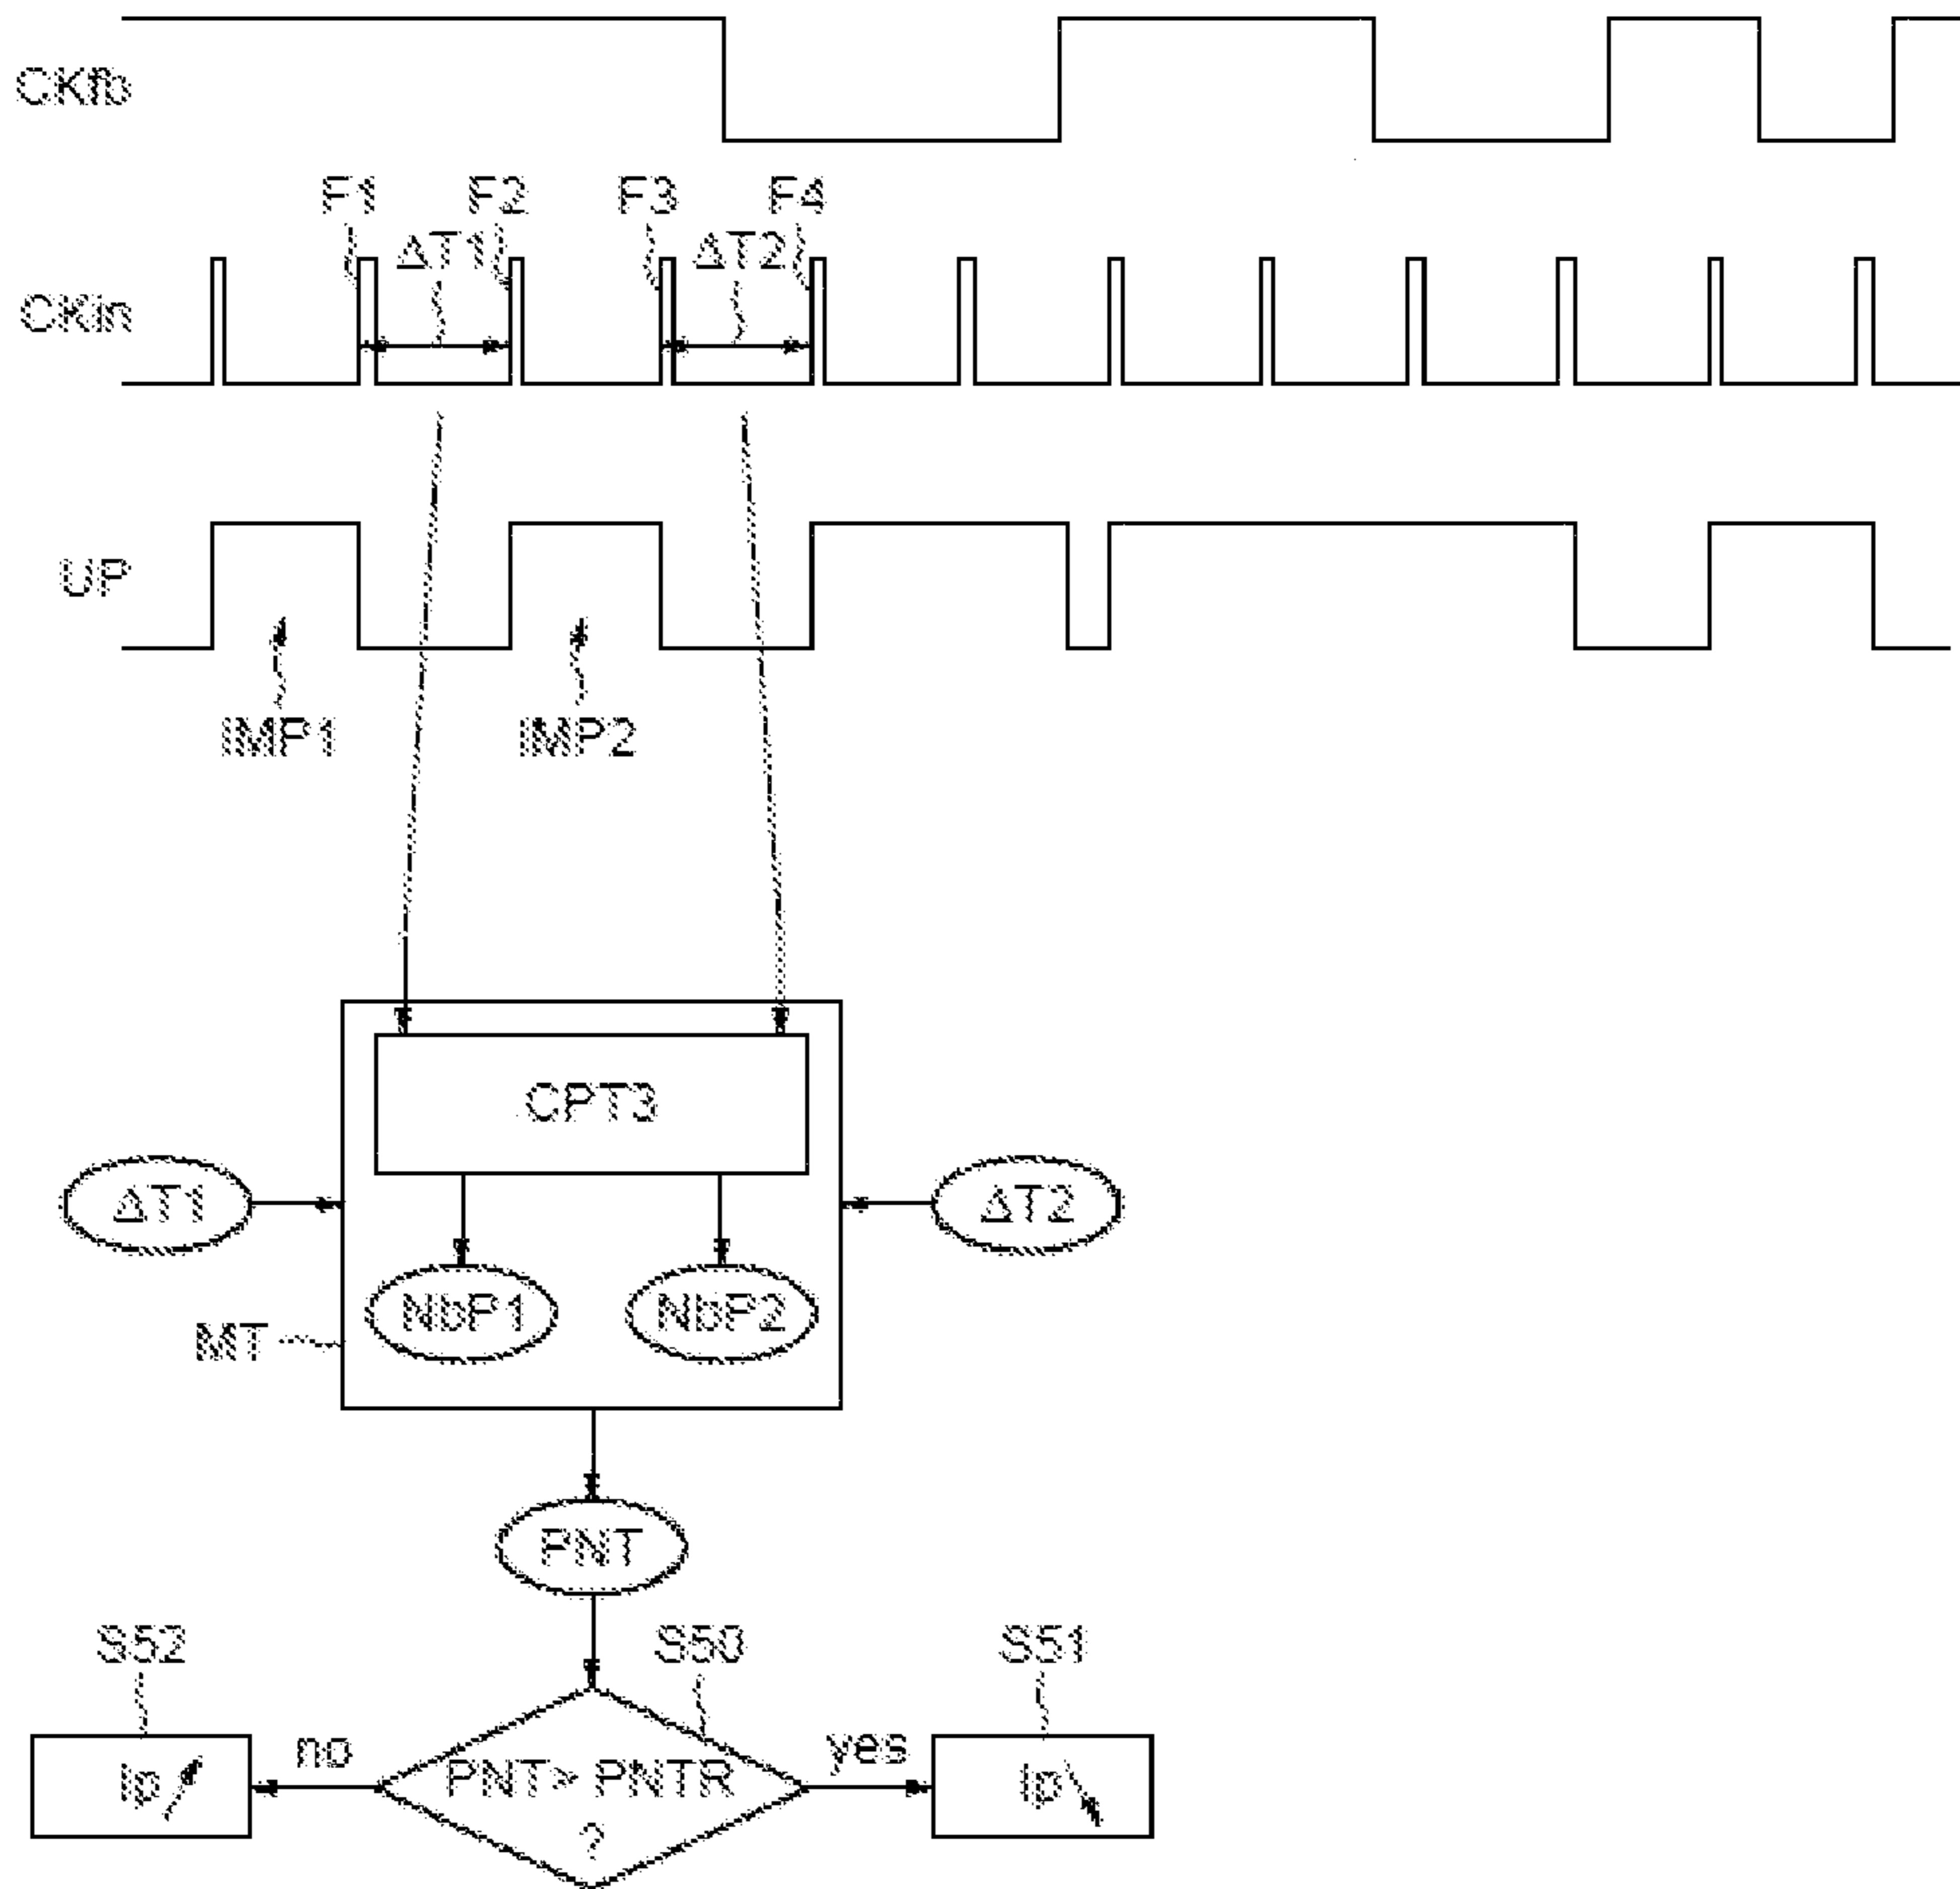 CKfb
F1 F2 F3 F4
ΔT1 ΔT2
CKin
UP
IMP1 IMP2
CPT3
ΔT1 ΔT2
NbP1 NbP2
MT
PNT
S52 S50 S51
no yes
Ip PNT> PNTR Ip
?